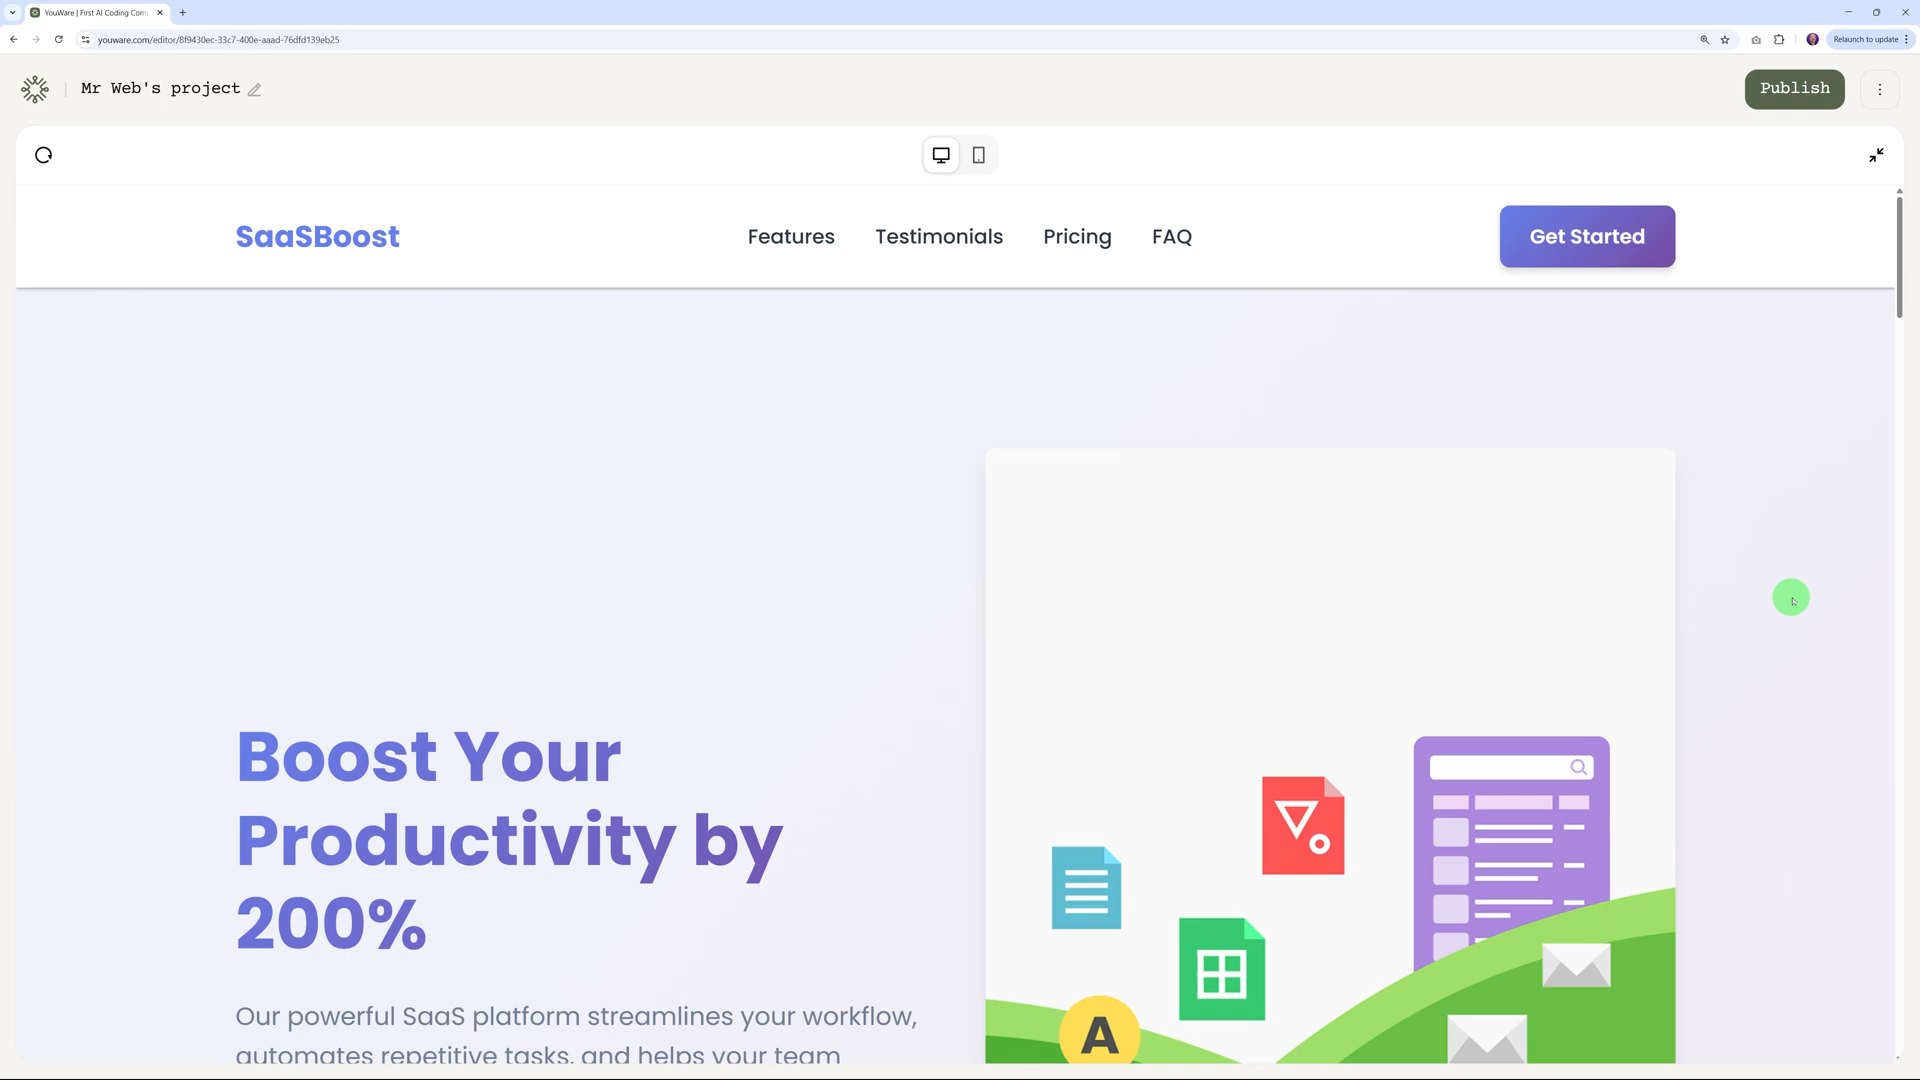 YouWare | First AI Coding Com
youware.com/editor/8f9430ec-33c7-400e-aaad-76dfd139eb25
Relaunch to update
Mr Web's project
Publish
SaaSBoost
Features
Testimonials
Pricing
FAQ
Get Started
Boost Your
Productivity by
200%
Our powerful SaaS platform streamlines your workflow,
automates repetitive tasks, and helps your team
A